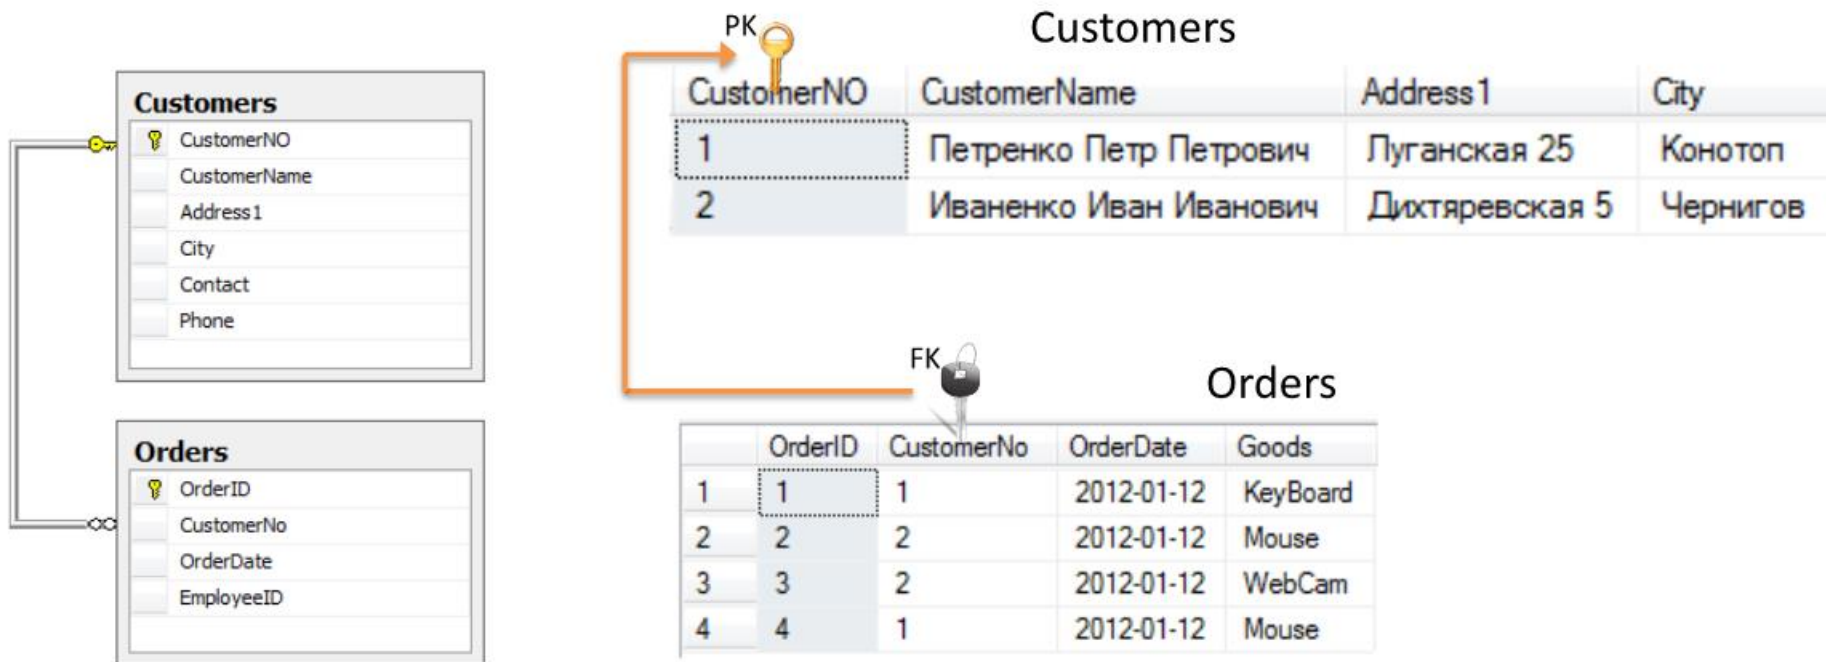 Customers
CustomerNO
CustomerName
Address1
City
Contact
Phone
Orders
OrderID
CustomerNo
OrderDate
EmployeeID
PK
Customers
CustomerNO CustomerName Address1 City
1 Петренко Петр Петрович Луганская 25 Конотоп
2 Иваненко Иван Иванович Дихтяревская 5 Чернигов
FK
Orders
OrderID CustomerNo OrderDate Goods
1 1 1 2012-01-12 KeyBoard
2 2 2 2012-01-12 Mouse
3 3 2 2012-01-12 WebCam
4 4 1 2012-01-12 Mouse